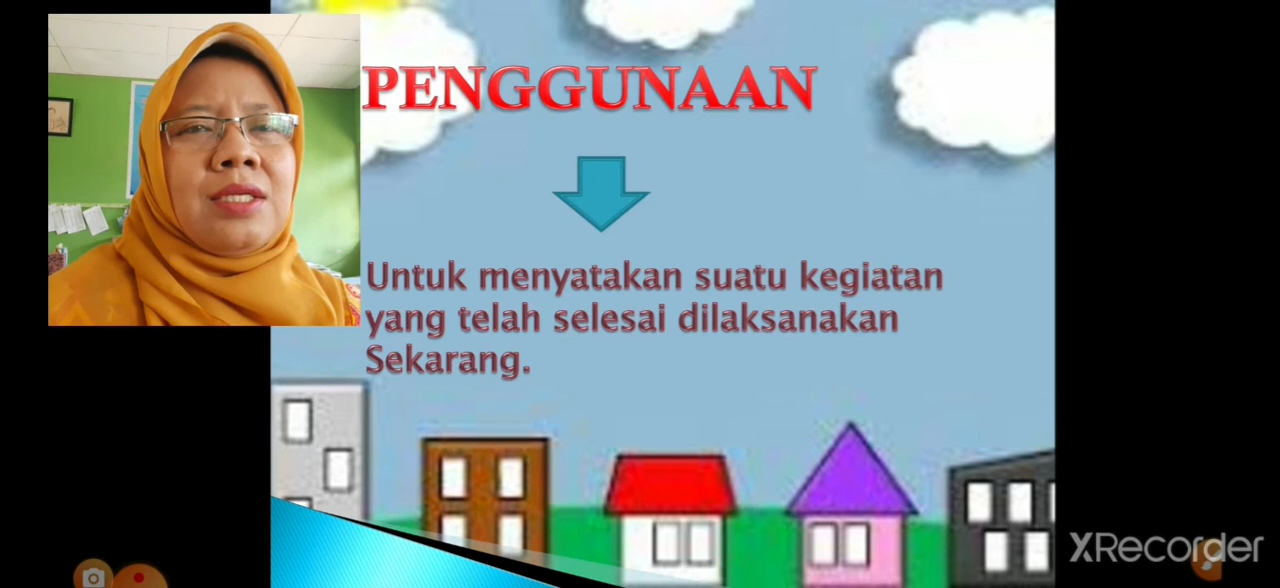 PENGGUNAAN
Untuk menyatakan suatu kegiatan
yang telah selesai dilaksanakan
Sekarang.
XRecorder